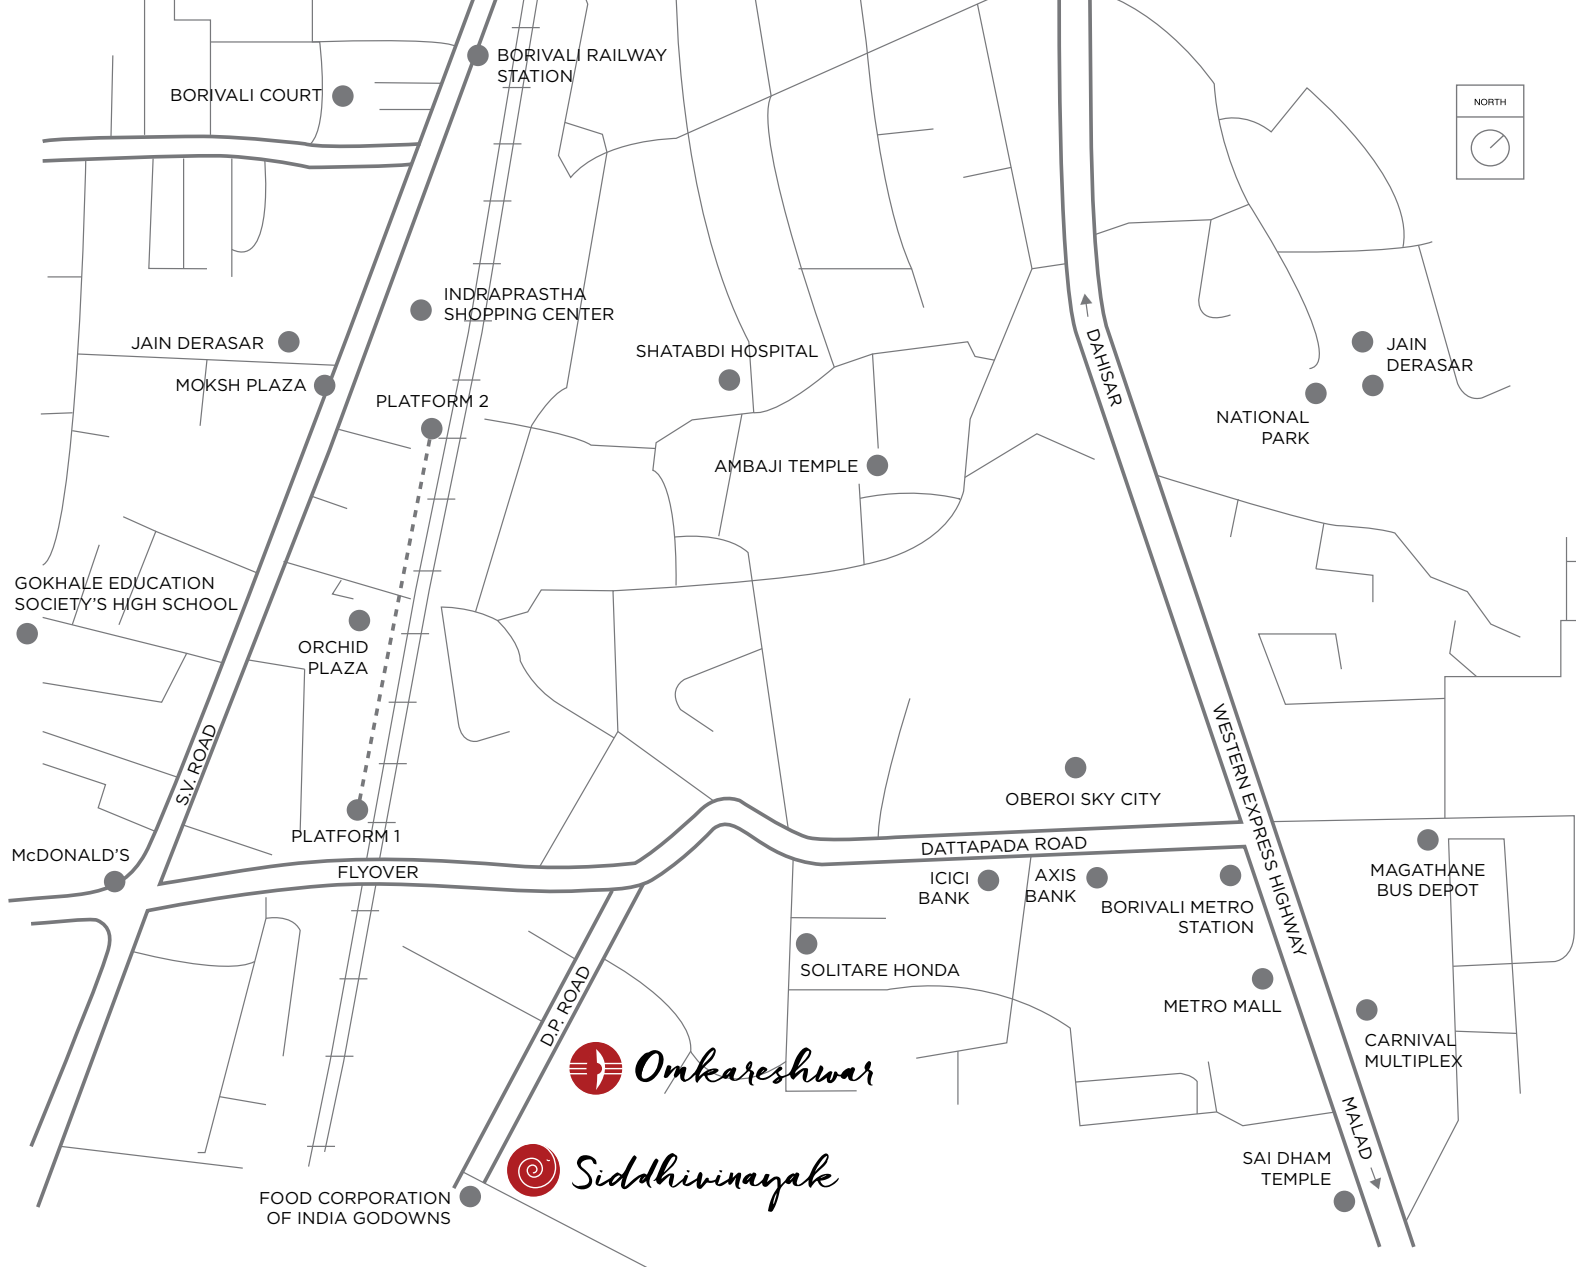 BORIVALI RAILWAY
STATION
BORIVALI COURT
NORTH
INDRAPRASTHA
SHOPPING CENTER
JAIN DERASAR
MOKSH PLAZA
PLATFORM 2
SHATABDI HOSPITAL
DAHISAR
JAIN
DERASAR
NATIONAL
PARK
AMBAJI TEMPLE
GOKHALE EDUCATION
SOCIETY’S HIGH SCHOOL
ORCHID
PLAZA
S.V. ROAD
WESTERN EXPRESS HIGHWAY
OBEROI SKY CITY
PLATFORM 1
McDONALD’S
FLYOVER
DATTAPADA ROAD
ICICI
BANK
AXIS
BANK
BORIVALI METRO
STATION
MAGATHANE
BUS DEPOT
SOLITARE HONDA
METRO MALL
D.P. ROAD
CARNIVAL
MULTIPLEX
Omkareshwar
MALAD
Siddhivinayak
SAI DHAM
TEMPLE
FOOD CORPORATION
OF INDIA GODOWNS